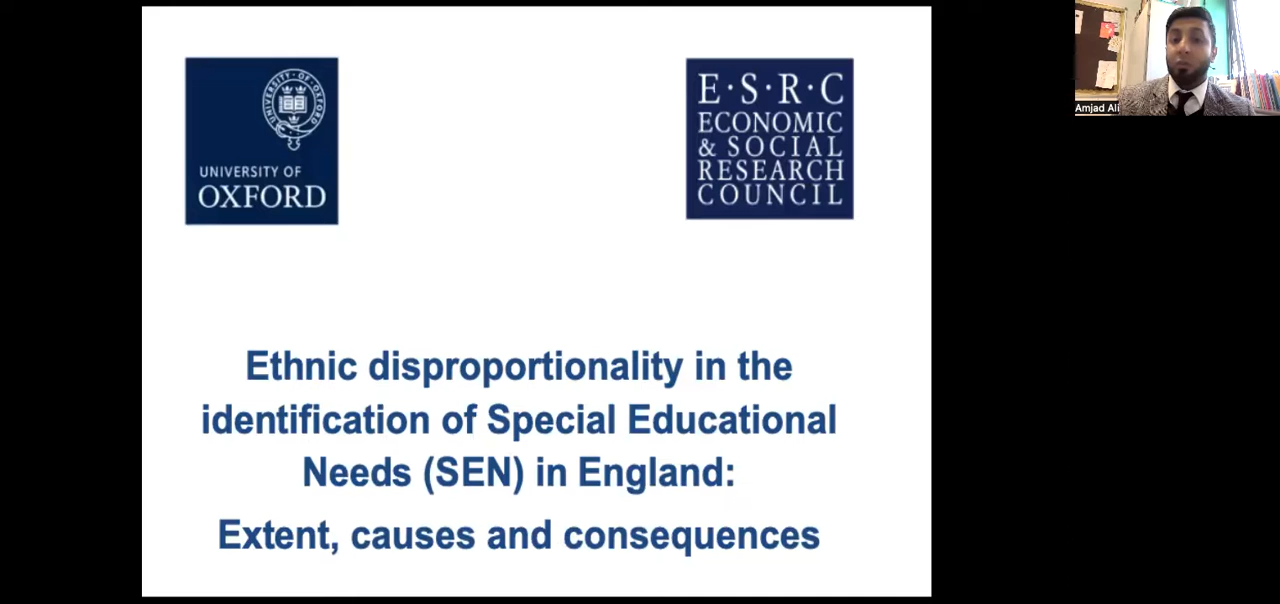 UNIVERSITY OF OXFORD
UNIVERSITY OF
OXFORD
E·S·R·C
ECONOMIC
& SOCIAL
RESEARCH
COUNCIL
Amjad Ali
Ethnic disproportionality in the
identification of Special Educational
Needs (SEN) in England:
Extent, causes and consequences